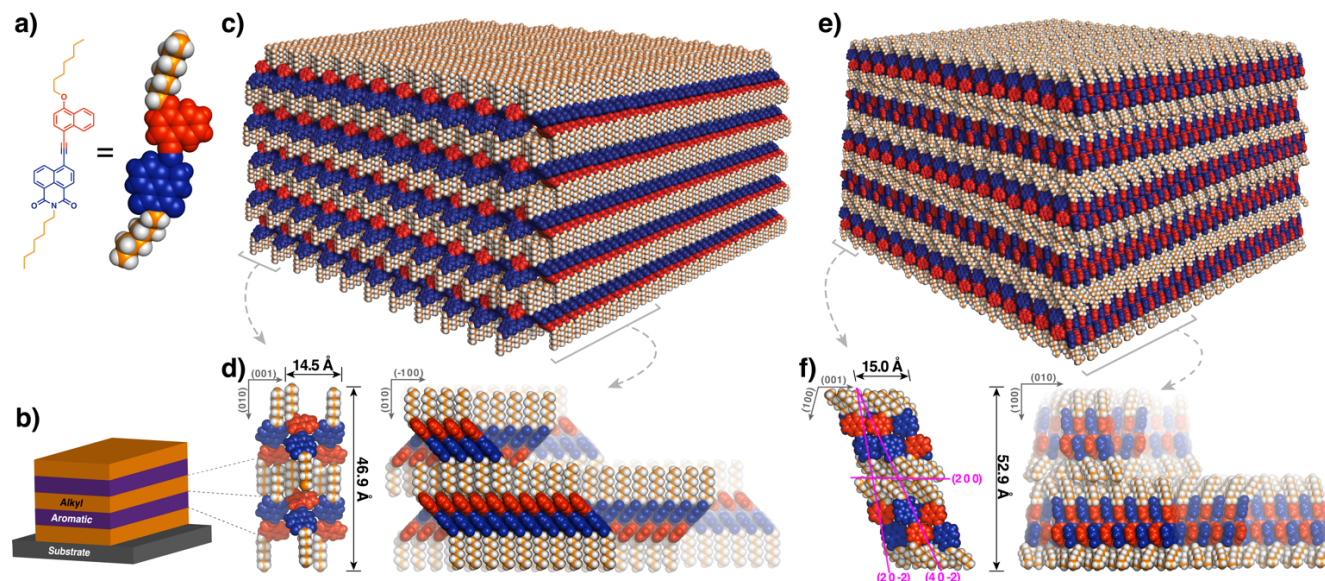 a)
O
=
O
N
O
b)
Alkyl
Aromatic
Substrate
c)
d)
(001)
(010)
14.5 Å
46.9 Å
(-100)
(010)
e)
f)
(001)
(100)
15.0 Å
(2 0 0)
(2 0 -2)
(4 0 -2)
52.9 Å
(010)
(100)